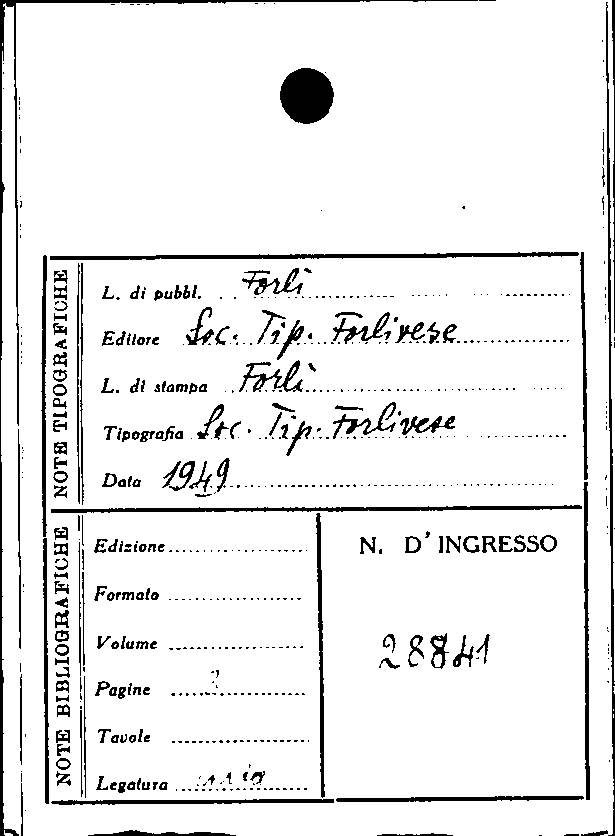 NOTE TIPOGRAFICHE
L. di pubbl. Forlì
Editore Soc. Tip. Forlivese
L. di stampa Forlì
Tipografia Soc. Tip. Forlivese
Data 1949
NOTE BIBLIOGRAFICHE
Edizione
Formato
Volume
Pagine 2
Tavole
Legatura
N. D'INGRESSO
28841